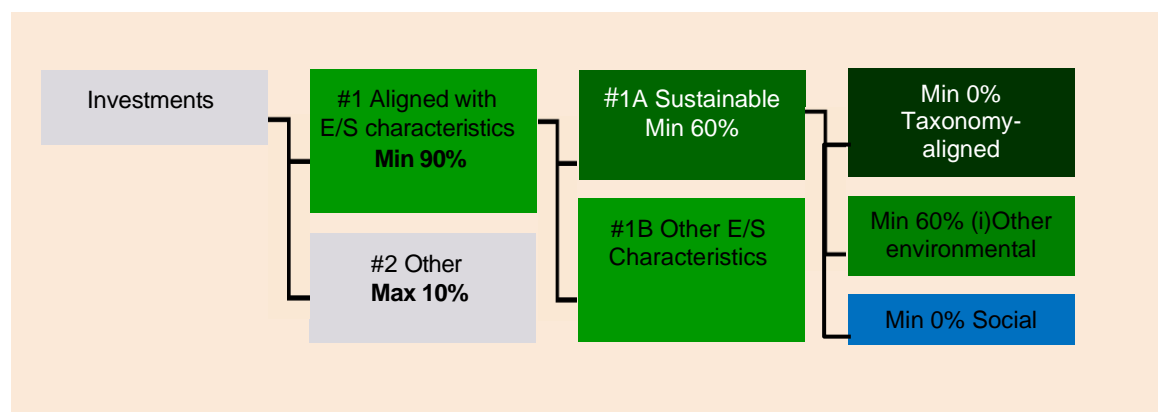 Investments
#1 Aligned with
E/S characteristics
Min 90%
#2 Other
Max 10%
#1A Sustainable
Min 60%
#1B Other E/S
Characteristics
Min 0%
Taxonomy-
aligned
Min 60% (i)Other
environmental
Min 0% Social